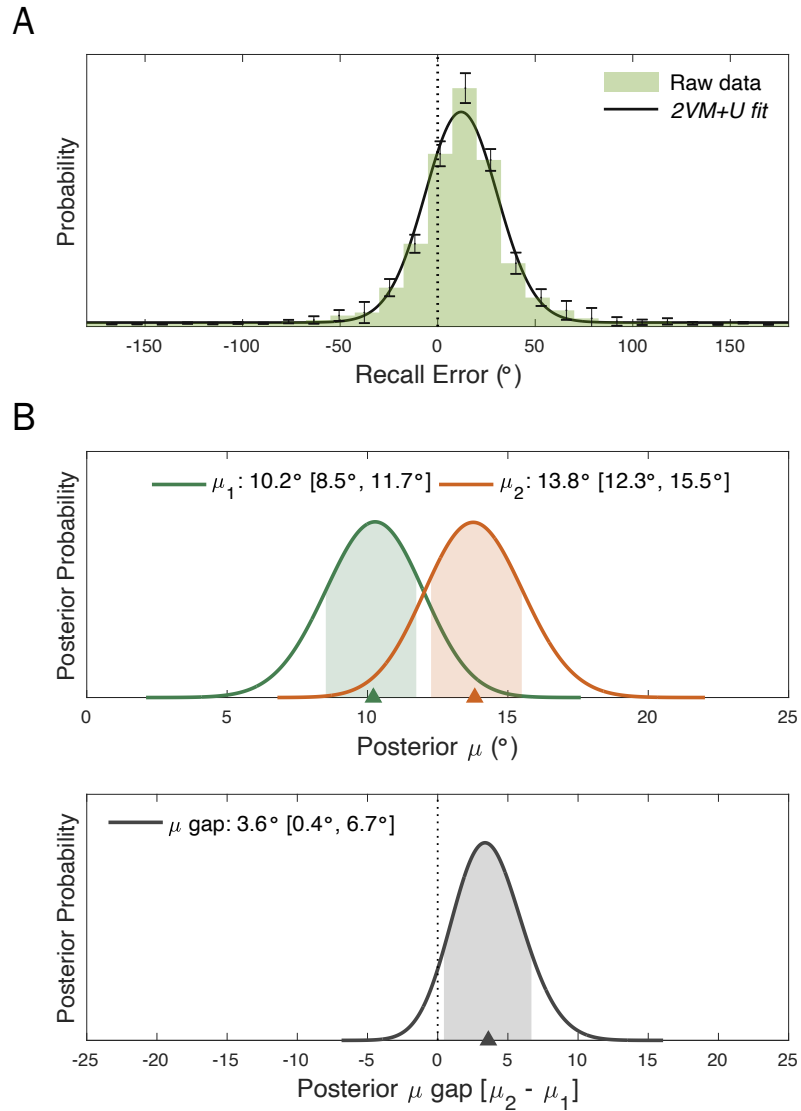 A
Probability
Raw data
2VM+U fit
-150 -100 -50 0 50 100 150
Recall Error (°)
B
Posterior Probability
μ1: 10.2° [8.5°, 11.7°] μ2: 13.8° [12.3°, 15.5°]
0 5 10 15 20 25
Posterior μ (°)
Posterior Probability
μ gap: 3.6° [0.4°, 6.7°]
-25 -20 -15 -10 -5 0 5 10 15 20 25
Posterior μ gap [μ2 - μ1]